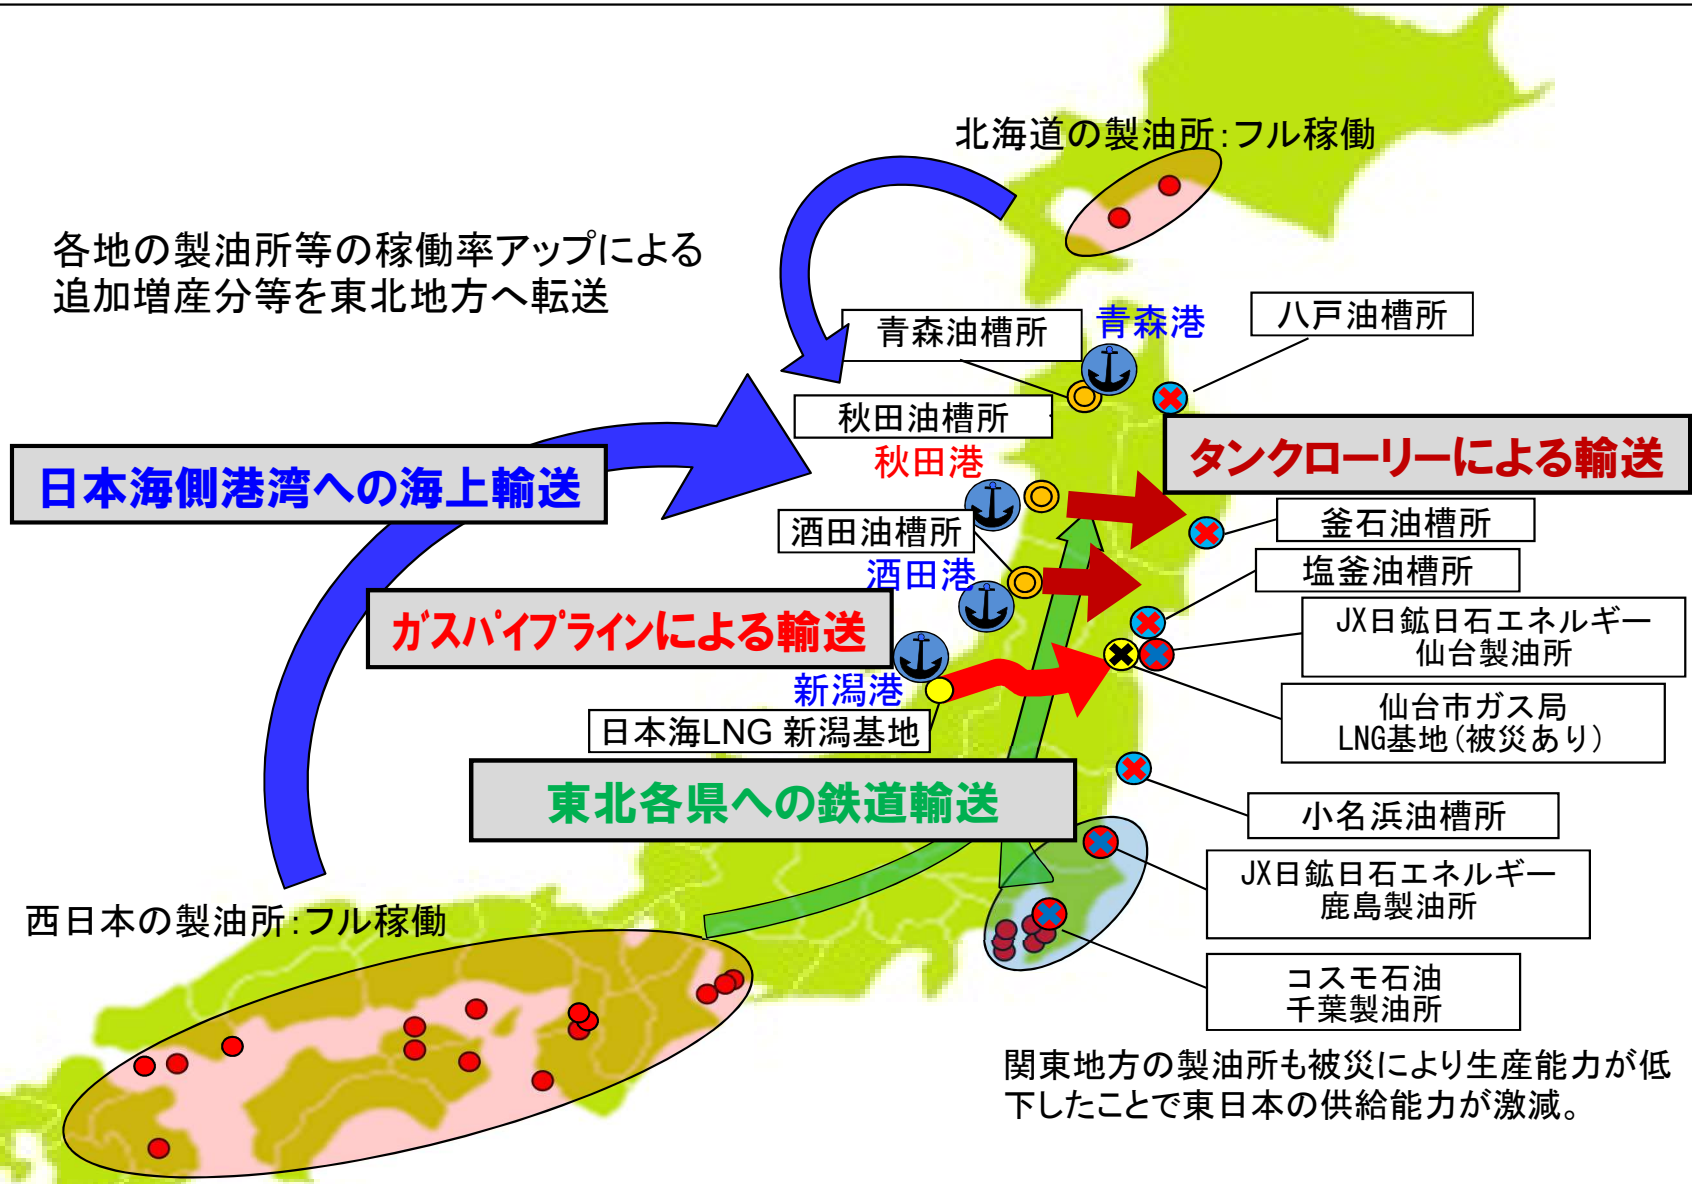 北海道の製油所：フル稼働
各地の製油所等の稼働率アップによる
追加増産分等を東北地方へ転送
青森油槽所
青森港
八戸油槽所
秋田油槽所
秋田港
タンクローリーによる輸送
日本海側港湾への海上輸送
釜石油槽所
酒田油槽所
酒田港
塩釜油槽所
ガスパイプラインによる輸送
JX日鉱日石エネルギー
仙台製油所
新潟港
仙台市ガス局
LNG基地（被災あり）
日本海LNG 新潟基地
東北各県への鉄道輸送
小名浜油槽所
JX日鉱日石エネルギー
鹿島製油所
西日本の製油所：フル稼働
コスモ石油
千葉製油所
関東地方の製油所も被災により生産能力が低
下したことで東日本の供給能力が激減。